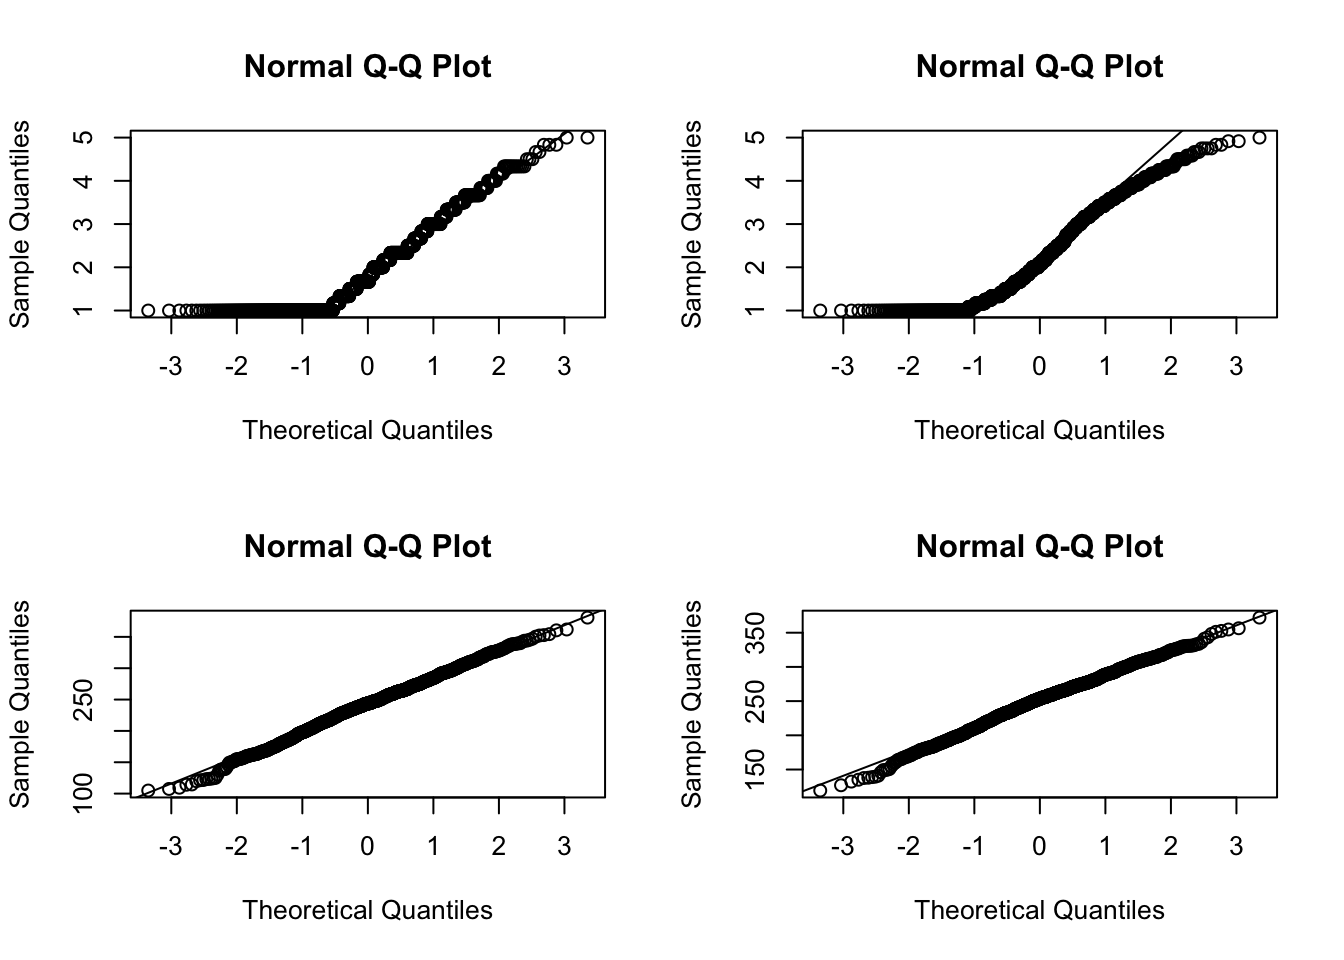 Normal Q-Q Plot
Sample Quantiles
5
4
3
2
1
-3 -2 -1 0 1 2 3
Theoretical Quantiles
Normal Q-Q Plot
Sample Quantiles
5
4
3
2
1
-3 -2 -1 0 1 2 3
Theoretical Quantiles
Normal Q-Q Plot
Sample Quantiles
250
100
-3 -2 -1 0 1 2 3
Theoretical Quantiles
Normal Q-Q Plot
Sample Quantiles
350
250
150
-3 -2 -1 0 1 2 3
Theoretical Quantiles